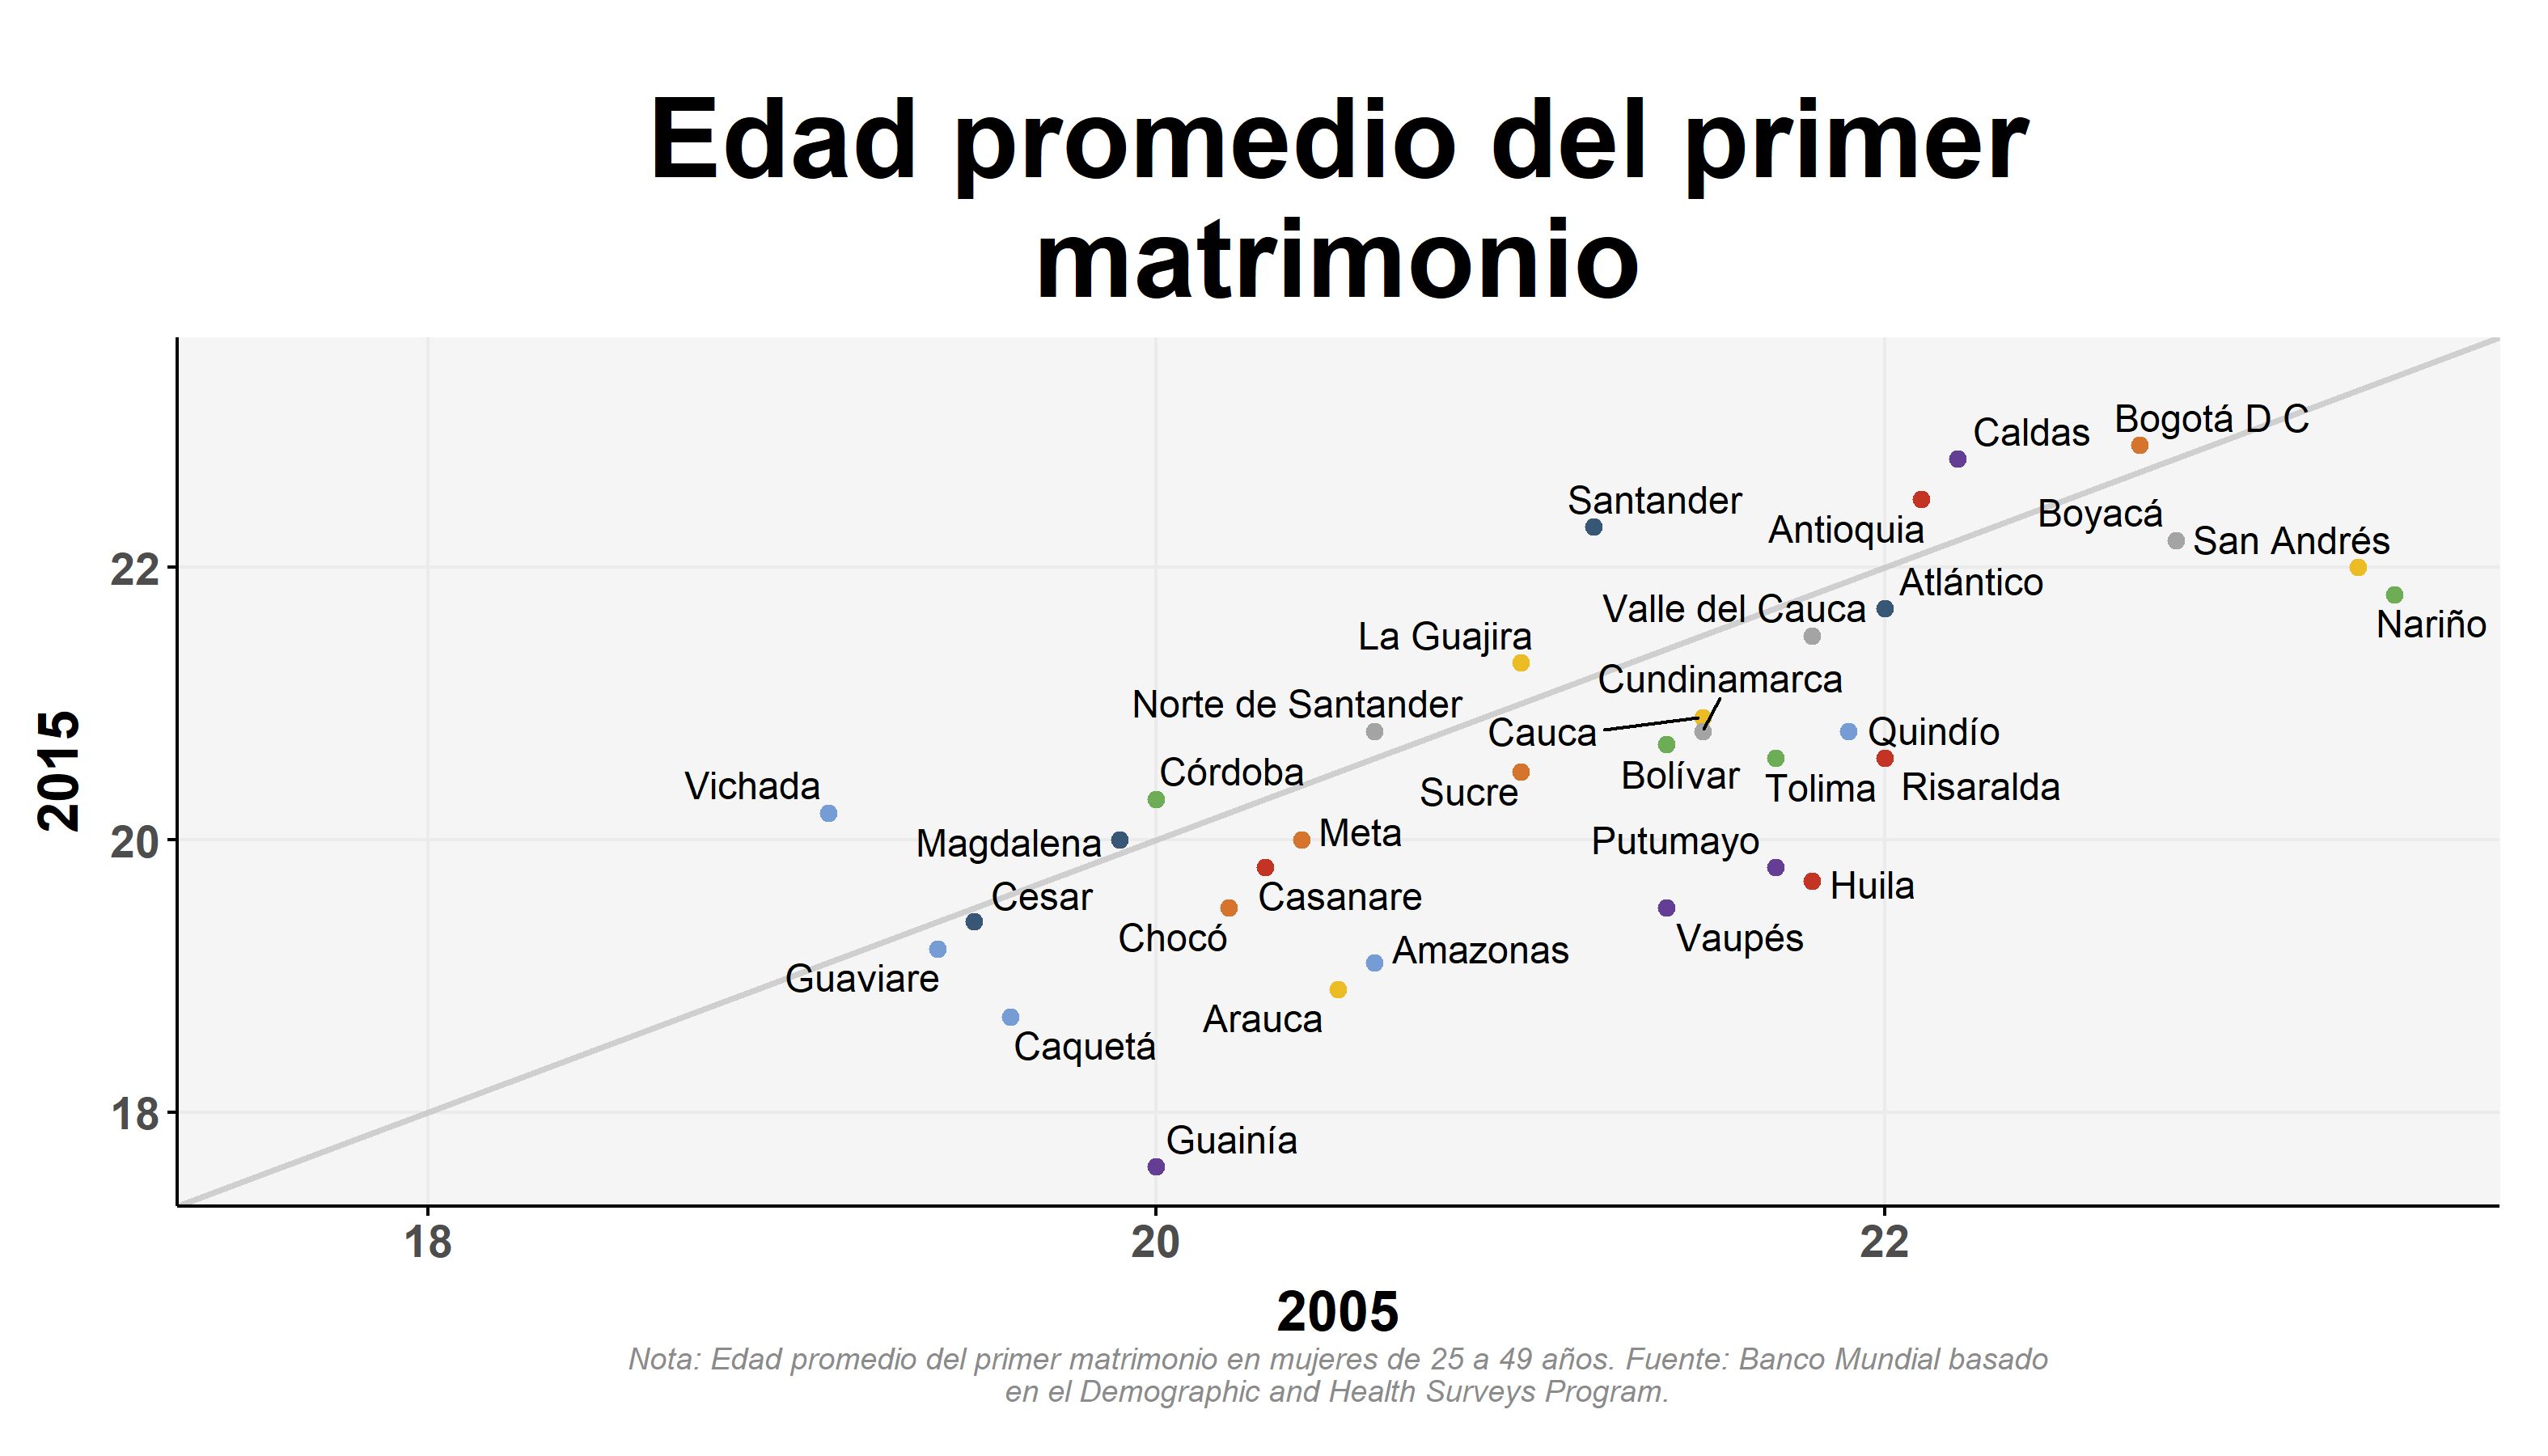 Edad promedio del primer
matrimonio
Caldas
Bogotá D C
Santander
Antioquia
Boyacá
San Andrés
22
Atlántico
Valle del Cauca
Nariño
La Guajira
Cundinamarca
Norte de Santander
Cauca
Quindío
Córdoba
Bolívar
Vichada
Sucre
Tolima
Risaralda
2015
20
Magdalena
Meta
Putumayo
Cesar
Casanare
Huila
Chocó
Vaupés
Guaviare
Amazonas
Arauca
Caquetá
18
Guainía
18
20
22
2005
Nota: Edad promedio del primer matrimonio en mujeres de 25 a 49 años. Fuente: Banco Mundial basado
en el Demographic and Health Surveys Program.